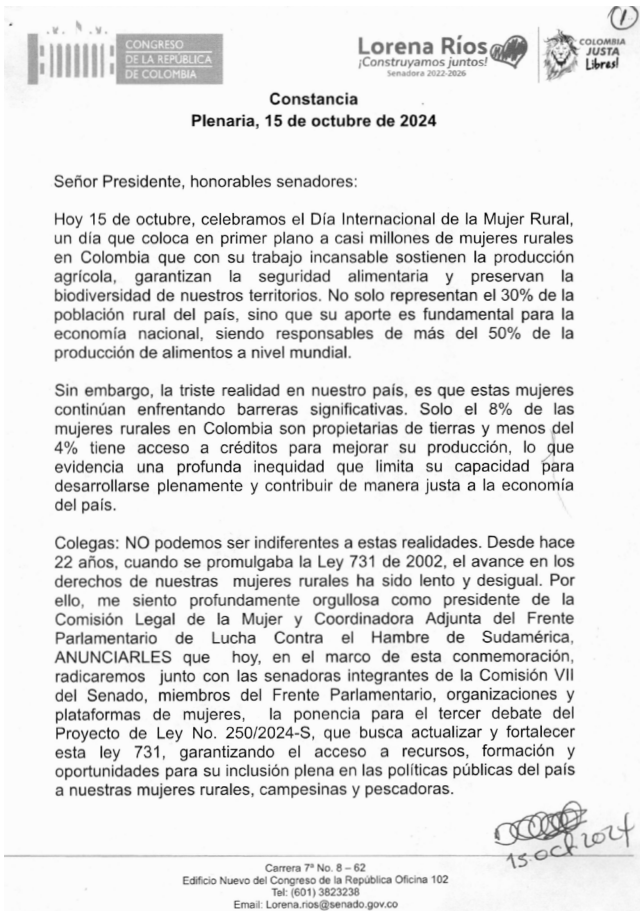 1
CONGRESO
DE LA REPÚBLICA
DE COLOMBIA
Lorena Ríos
¡Construyamos juntos!
Senadora 2022-2026
COLOMBIA
JUSTA
Libres!
Constancia
Plenaria, 15 de octubre de 2024
Señor Presidente, honorables senadores:
Hoy 15 de octubre, celebramos el Día Internacional de la Mujer Rural,
un día que coloca en primer plano a casi millones de mujeres rurales
en Colombia que con su trabajo incansable sostienen la producción
agrícola, garantizan la seguridad alimentaria y preservan la
biodiversidad de nuestros territorios. No solo representan el 30% de la
población rural del país, sino que su aporte es fundamental para la
economía nacional, siendo responsables de más del 50% de la
producción de alimentos a nivel mundial.
Sin embargo, la triste realidad en nuestro país, es que estas mujeres
continúan enfrentando barreras significativas. Solo el 8% de las
mujeres rurales en Colombia son propietarias de tierras y menos del
4% tiene acceso a créditos para mejorar su producción, lo que
evidencia una profunda inequidad que limita su capacidad para
desarrollarse plenamente y contribuir de manera justa a la economía
del país.
Colegas: NO podemos ser indiferentes a estas realidades. Desde hace
22 años, cuando se promulgaba la Ley 731 de 2002, el avance en los
derechos de nuestras mujeres rurales ha sido lento y desigual. Por
ello, me siento profundamente orgullosa como presidente de la
Comisión Legal de la Mujer y Coordinadora Adjunta del Frente
Parlamentario de Lucha Contra el Hambre de Sudamérica,
ANUNCIARLES que hoy, en el marco de esta conmemoración,
radicaremos junto con las senadoras integrantes de la Comisión VII
del Senado, miembros del Frente Parlamentario, organizaciones y
plataformas de mujeres, la ponencia para el tercer debate del
Proyecto de Ley No. 250/2024-S, que busca actualizar y fortalecer
esta ley 731, garantizando el acceso a recursos, formación y
oportunidades para su inclusión plena en las políticas públicas del país
a nuestras mujeres rurales, campesinas y pescadoras.
15 Oct 2024
Carrera 7ª No. 8 – 62
Edificio Nuevo del Congreso de la República Oficina 102
Tel: (601) 3823238
Email: Lorena.rios@senado.gov.co